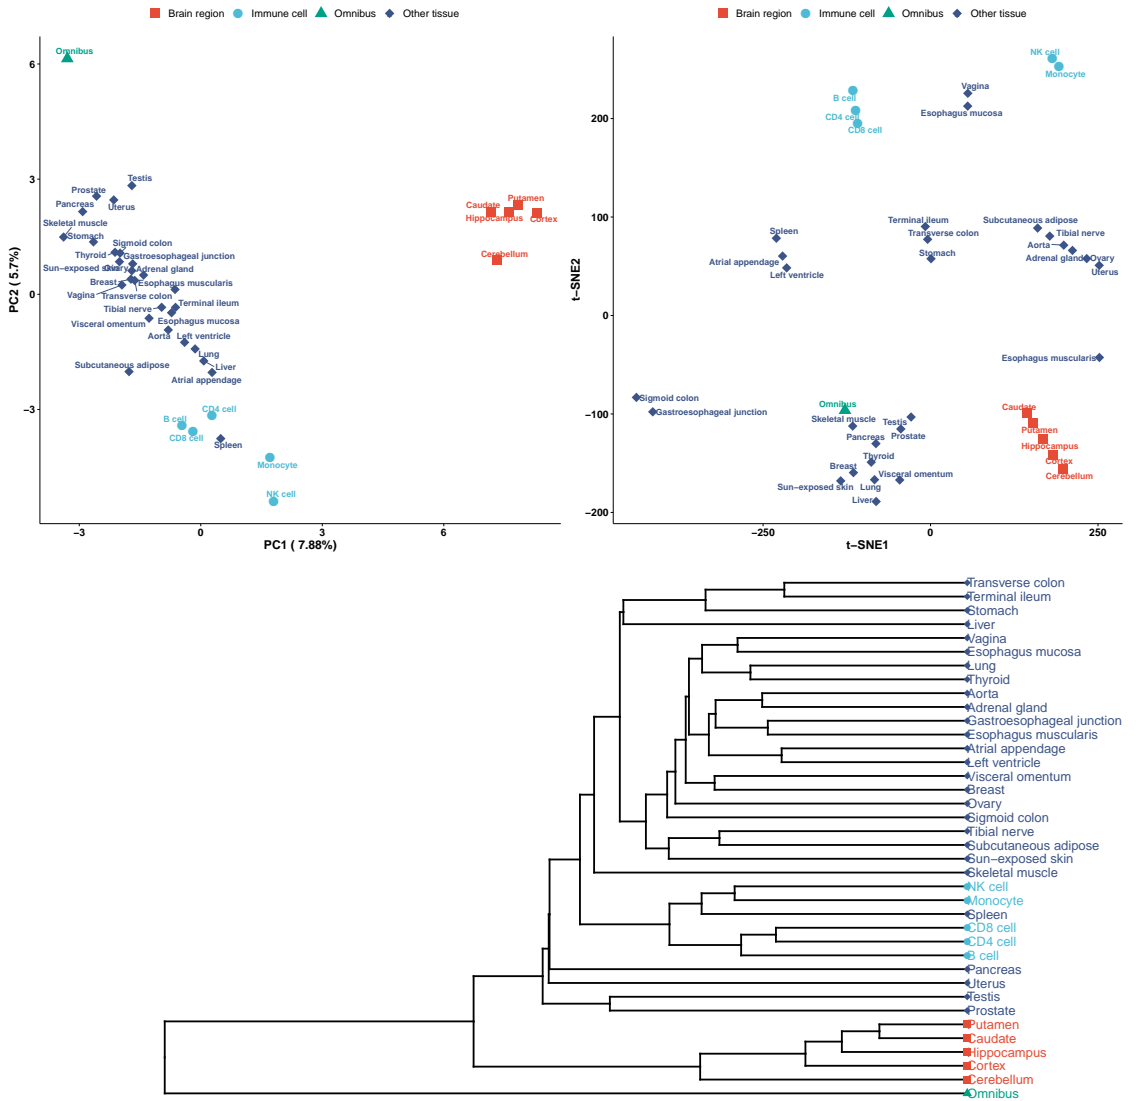 Brain region Immune cell Omnibus Other tissue
Omnibus
Testis
Prostate
Uterus
Pancreas
Skeletal muscle
Stomach
Sigmoid colon
Thyroid
Gastroesophageal junction
Sun−exposed skin
Ovary
Adrenal gland
Breast
Esophagus muscularis
Vagina
Transverse colon
Tibial nerve
Terminal ileum
Visceral omentum
Esophagus mucosa
Aorta
Left ventricle
Lung
Subcutaneous adipose
Liver
Atrial appendage
CD4 cell
B cell
CD8 cell
Spleen
Monocyte
NK cell
Putamen
Caudate
Hippocampus
Cortex
Cerebellum
6
3
0
−3
PC2 ( 5.7%)
−3 0 3 6
PC1 ( 7.88%)
Brain region Immune cell Omnibus Other tissue
NK cell
Monocyte
Vagina
Esophagus mucosa
B cell
CD4 cell
CD8 cell
Terminal ileum
Transverse colon
Stomach
Subcutaneous adipose
Tibial nerve
Aorta
Adrenal gland
Ovary
Uterus
Spleen
Atrial appendage
Left ventricle
Esophagus muscularis
Sigmoid colon
Gastroesophageal junction
Omnibus
Skeletal muscle
Testis
Prostate
Pancreas
Thyroid
Breast
Visceral omentum
Sun−exposed skin
Lung
Liver
Caudate
Putamen
Hippocampus
Cortex
Cerebellum
200
100
0
−100
−200
t−SNE2
−250 0 250
t−SNE1
Transverse colon
Terminal ileum
Stomach
Liver
Vagina
Esophagus mucosa
Lung
Thyroid
Aorta
Adrenal gland
Gastroesophageal junction
Esophagus muscularis
Atrial appendage
Left ventricle
Visceral omentum
Breast
Ovary
Sigmoid colon
Tibial nerve
Subcutaneous adipose
Sun−exposed skin
Skeletal muscle
NK cell
Monocyte
Spleen
CD8 cell
CD4 cell
B cell
Pancreas
Uterus
Testis
Prostate
Putamen
Caudate
Hippocampus
Cortex
Cerebellum
Omnibus